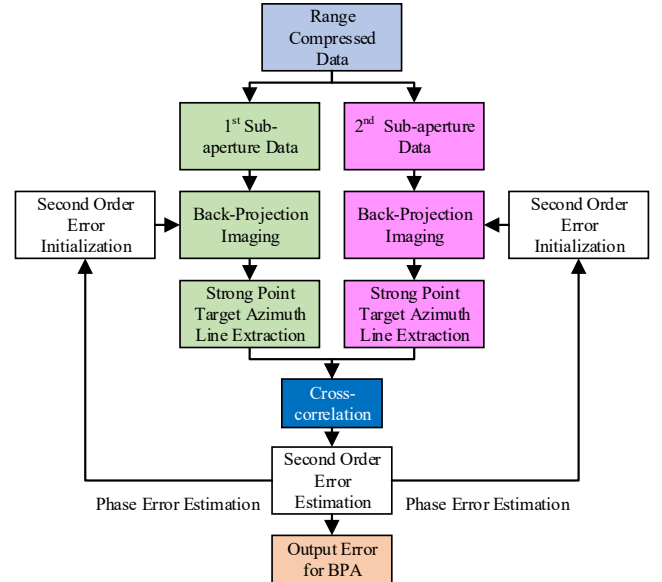 Range
Compressed
Data
1st Sub-
aperture Data
2nd Sub-aperture
Data
Second Order
Error
Initialization
Back-Projection
Imaging
Back-Projection
Imaging
Second Order
Error
Initialization
Strong Point
Target Azimuth
Line Extraction
Strong Point
Target Azimuth
Line Extraction
Cross-
correlation
Second Order
Error
Estimation
Phase Error Estimation
Phase Error Estimation
Output Error
for BPA